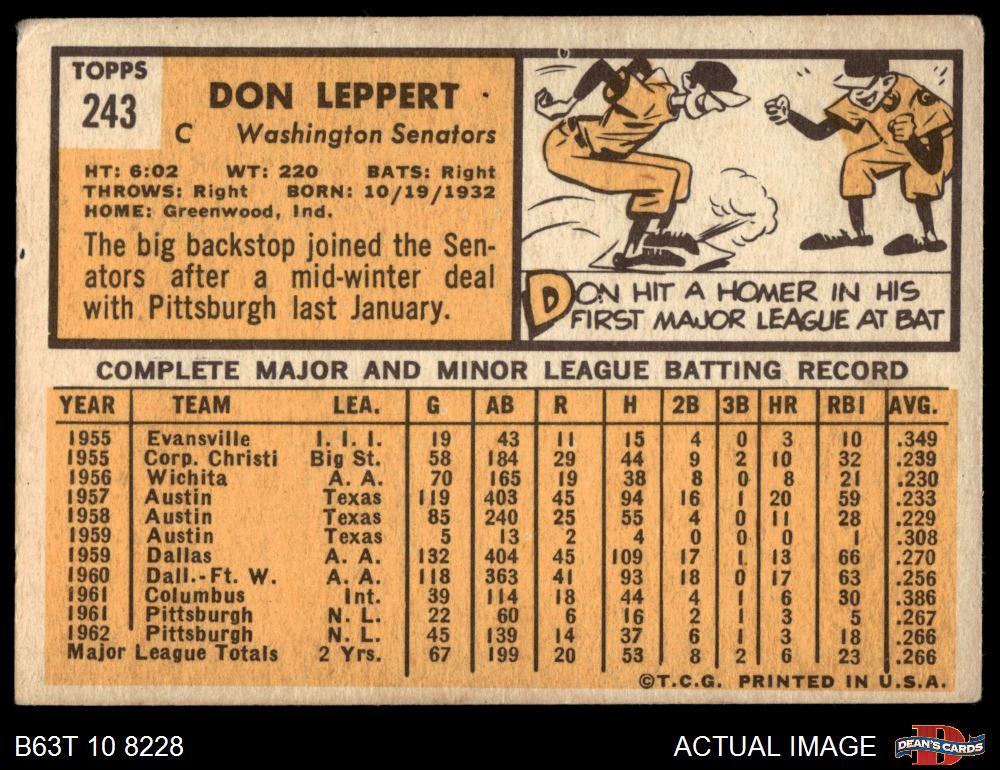 TOPPS
243
DON LEPPERT
C Washington Senators
HT: 6:02 WT: 220 BATS: Right
THROWS: Right BORN: 10/19/1932
HOME: Greenwood, Ind.
The big backstop joined the Sen-
ators after a mid-winter deal
with Pittsburgh last January.
DON HIT A HOMER IN HIS
FIRST MAJOR LEAGUE AT BAT
COMPLETE MAJOR AND MINOR LEAGUE BATTING RECORD
YEAR TEAM LEA. G AB R H 2B 3B HR RBI AVG.
1955 Evansville I. I. I. 19 43 11 15 4 0 3 10 .349
1955 Corp. Christi Big St. 58 184 29 44 9 2 10 32 .239
1956 Wichita A. A. 70 165 19 38 8 0 8 21 .230
1957 Austin Texas 119 403 45 94 16 1 20 59 .233
1958 Austin Texas 85 240 25 55 4 0 11 28 .229
1959 Austin Texas 5 13 2 4 0 0 0 1 .308
1959 Dallas A. A. 132 404 45 109 17 1 13 66 .270
1960 Dall.-Ft. W. A. A. 118 363 41 93 18 0 17 63 .256
1961 Columbus Int. 39 114 18 44 4 1 6 30 .386
1961 Pittsburgh N. L. 22 60 6 16 2 1 3 5 .267
1962 Pittsburgh N. L. 45 139 14 37 6 1 3 18 .266
Major League Totals 2 Yrs. 67 199 20 53 8 2 6 23 .266
©T.C.G. PRINTED IN U.S.A.
B63T 10 8228
ACTUAL IMAGE
DEAN'S CARDS